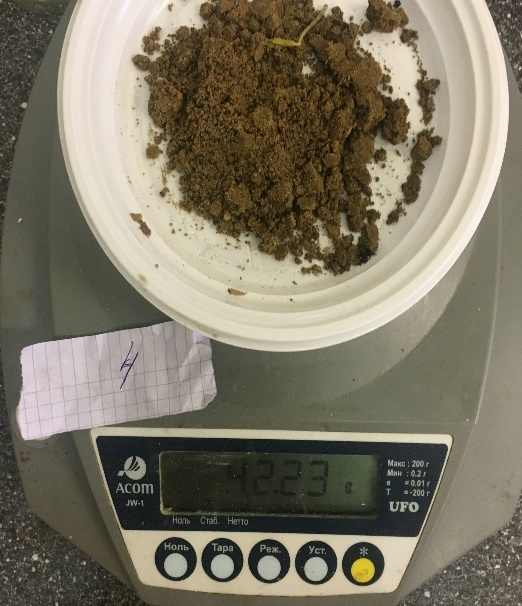 4
42.23 g
Макс : 200 г
Мин : 0.2 г
e = 0.01 г
T = -200 г
ACOM
JW-1
UFO
Ноль Стаб. Нетто
Ноль Тара Реж. Уст. *